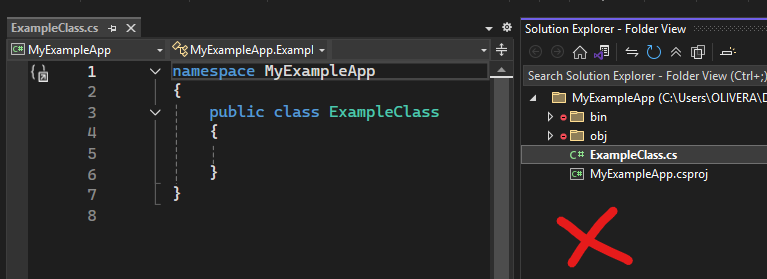 ExampleClass.cs
MyExampleApp
MyExampleApp.Exampl
1 namespace MyExampleApp
2 {
3 public class ExampleClass
4 {
5
6 }
7 }
8
Solution Explorer - Folder View
Search Solution Explorer - Folder View (Ctrl+;)
MyExampleApp (C:\Users\OLIVERA\D
bin
obj
C# ExampleClass.cs
C# MyExampleApp.csproj